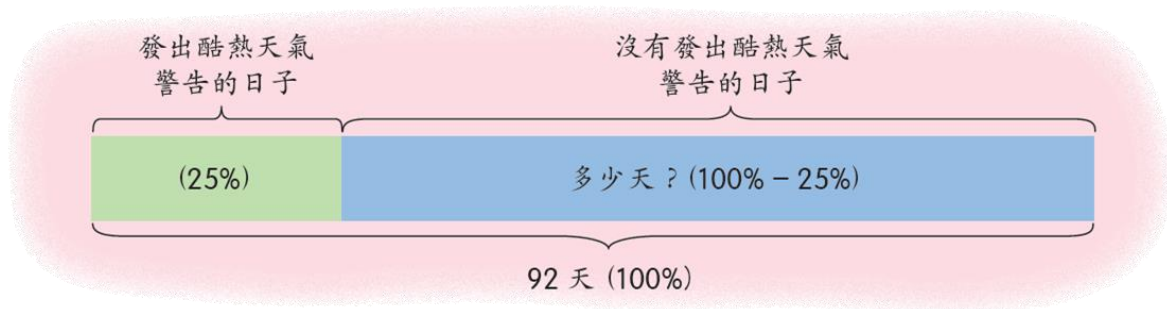 發出酷熱天氣
警告的日子
沒有發出酷熱天氣
警告的日子
(25%)
多少天？(100% − 25%)
92 天 (100%)